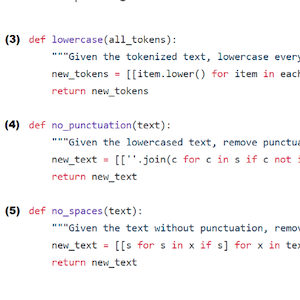 (3) def lowercase(all_tokens):
"""Given the tokenized text, lowercase every
new_tokens = [[item.lower() for item in each
return new_tokens
(4) def no_punctuation(text):
"""Given the lowercased text, remove punctua
new_text = [[''.join(c for c in s if c not i
return new_text
(5) def no_spaces(text):
"""Given the text without punctuation, remov
new_text = [[s for s in x if s] for x in tex
return new_text